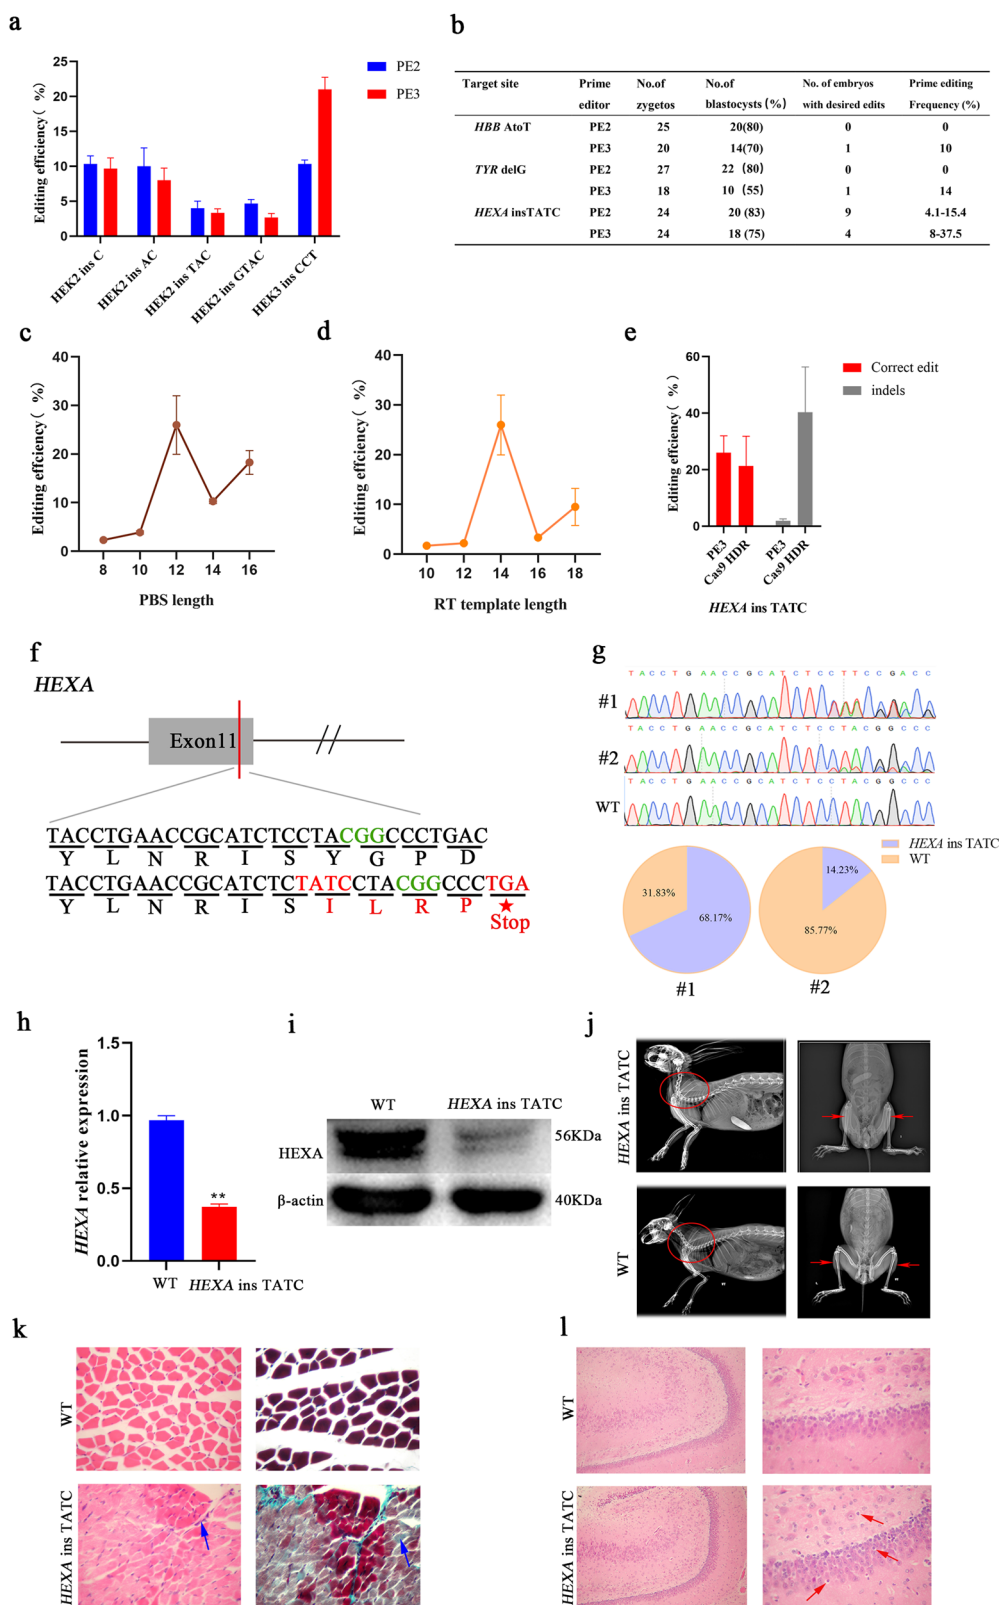 a
Editing efficiency( %)
25
20
15
10
5
0
PE2
PE3
HEK2 ins C
HEK2 ins AC
HEK2 ins TAC
HEK2 ins GTAC
HEK3 ins CCT
b
Target site Prime editor No.of zygetos No.of blastocysts (%) No. of embryos with desired edits Prime editing Frequency (%)
HBB AtoT PE2 25 20(80) 0 0
PE3 20 14(70) 1 10
TYR delG PE2 27 22 (80) 0 0
PE3 18 10 (55) 1 14
HEXA insTATC PE2 24 20 (83) 9 4.1-15.4
PE3 24 18 (75) 4 8-37.5
c
Editing effciency( %)
40
30
20
10
0
8 10 12 14 16
PBS length
d
Editing effciency( %)
40
30
20
10
0
10 12 14 16 18
RT template length
e
Editing effciency( %)
60
40
20
0
Correct edit
indels
PE3
Cas9 HDR
PE3
Cas9 HDR
HEXA ins TATC
f
HEXA
Exon11
TACCTGAACCGCATCTCCTACGGCCCTGAC
Y L N R I S Y G P D
TACCTGAACCGCATCTCTATCCTACGGCCCTGA
Y L N R I S I L R P ★
Stop
g
#1
T A C C T G A A C C G C A T C T C C T T C C G A C C
#2
T A C C T G A A C C G C A T C T C C T A C G G C C C
WT
T A C C T G A A C C G C A T C T C C T A C G G C C C
HEXA ins TATC
WT
31.83%
68.17%
#1
14.23%
85.77%
#2
h
HEXA relative expression
1.5
1.0
0.5
0.0
**
WT HEXA ins TATC
i
WT HEXA ins TATC
HEXA 56KDa
β-actin 40KDa
j
HEXA ins TATC
WT
k
WT
HEXA ins TATC
l
WT
HEXA ins TATC